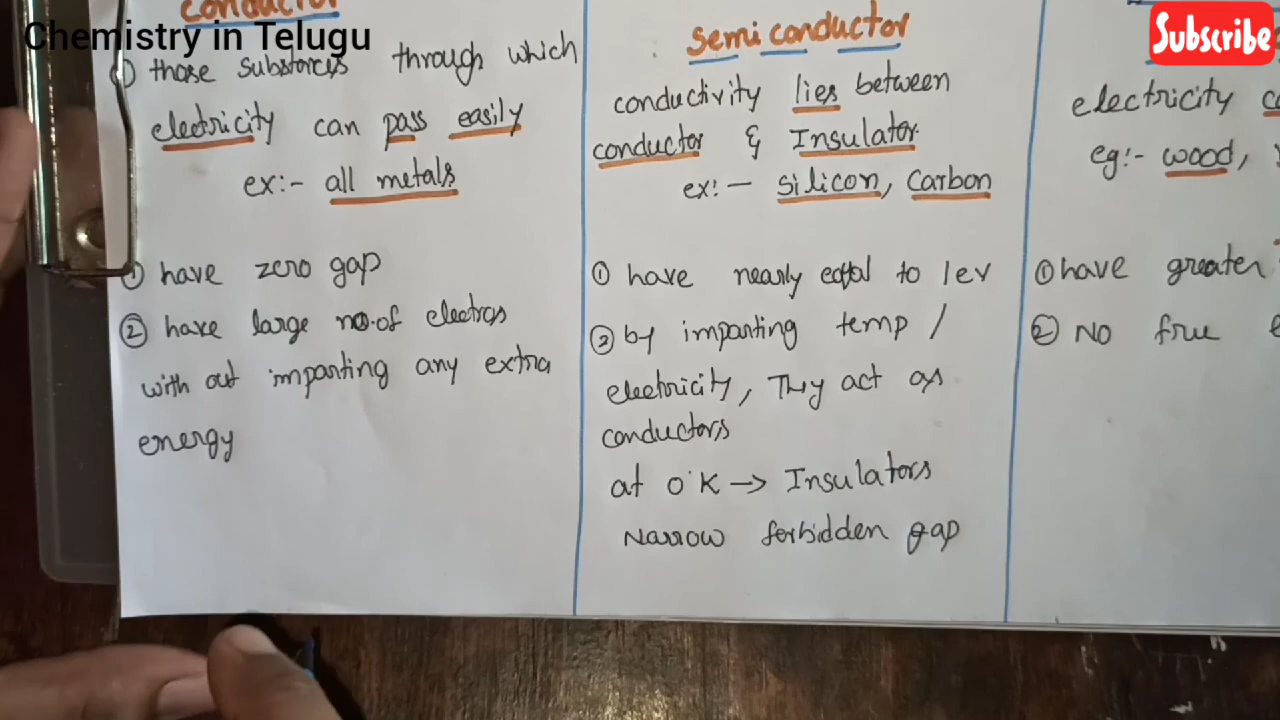 Chemistry in Telugu
Subscribe
conductor
① those substances through which
electricity can pass easily
ex:- all metals
① have zero gap
② have large no.of electrons
with out imparting any extra
energy
Semiconductor
conductivity lies between
conductor & Insulator.
ex:- Silicon, Carbon
① have nearly eqal to 1ev
② by imparting temp /
electricity, They act as
conductors
at 0°K → Insulators
Narrow forbidden gap
electricity
eg:- wood,
① have greater
② No free